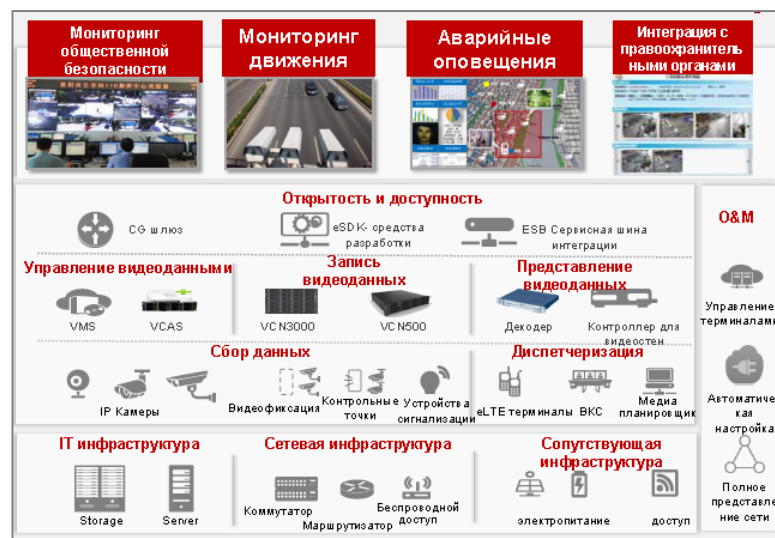 Мониторинг
общественной
безопасности
Мониторинг
движения
Аварийные
оповещения
Интеграция с
правоохранитель
ными органами
Открытость и доступность
CG шлюз
eSDK- средства
разработки
ESB Сервисная шина
интеграции
Управление видеоданными
VMS
VCAS
Запись
видеоданных
VCN3000
VCN500
Представление
видеоданных
Декодер
Контроллер для
видеостен
Сбор данных
IP Камеры
Видеофиксация
Контрольные
точки
Устройства
сигнализации
Диспетчеризация
eLTE терминалы
ВКС
Медиа
планировщик
O&M
Управление
терминалами
Автоматичес
кая
настройка
Полное
представле
ние сети
IT инфраструктура
Storage
Server
Сетевая инфраструктура
Коммутатор
Маршрутизатор
Беспроводной
доступ
Сопутствующая
инфраструктура
электропитание
доступ